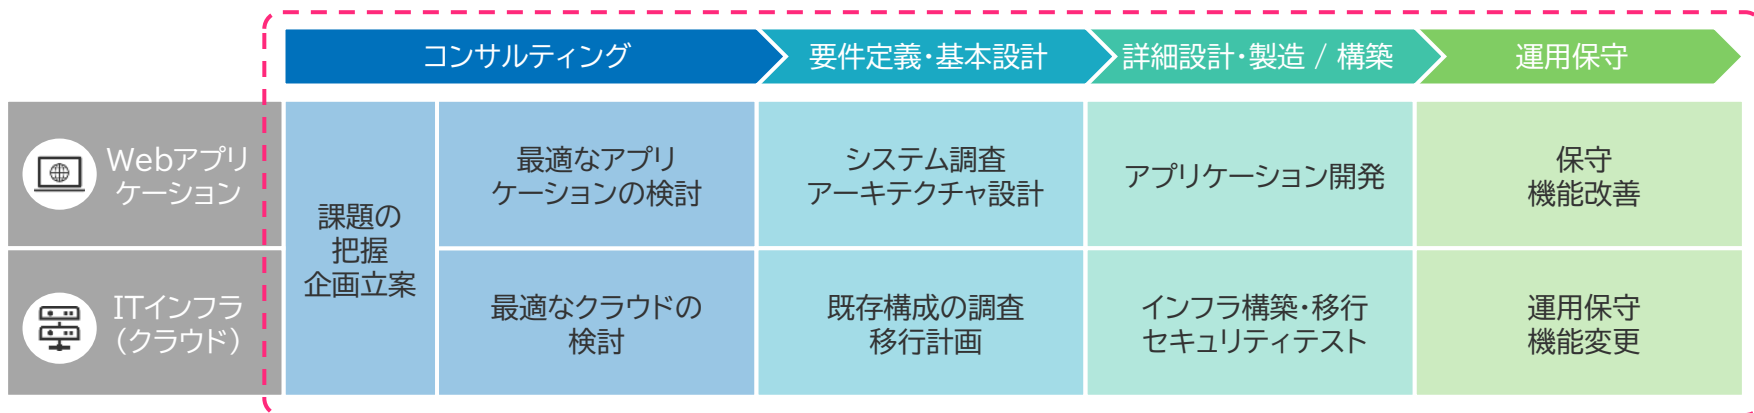 コンサルティング
要件定義・基本設計
詳細設計・製造 / 構築
運用保守
Webアプリ
ケーション
課題の
把握
企画立案
最適なアプリ
ケーションの検討
システム調査
アーキテクチャ設計
アプリケーション開発
保守
機能改善
ITインフラ
（クラウド）
最適なクラウドの
検討
既存構成の調査
移行計画
インフラ構築・移行
セキュリティテスト
運用保守
機能変更